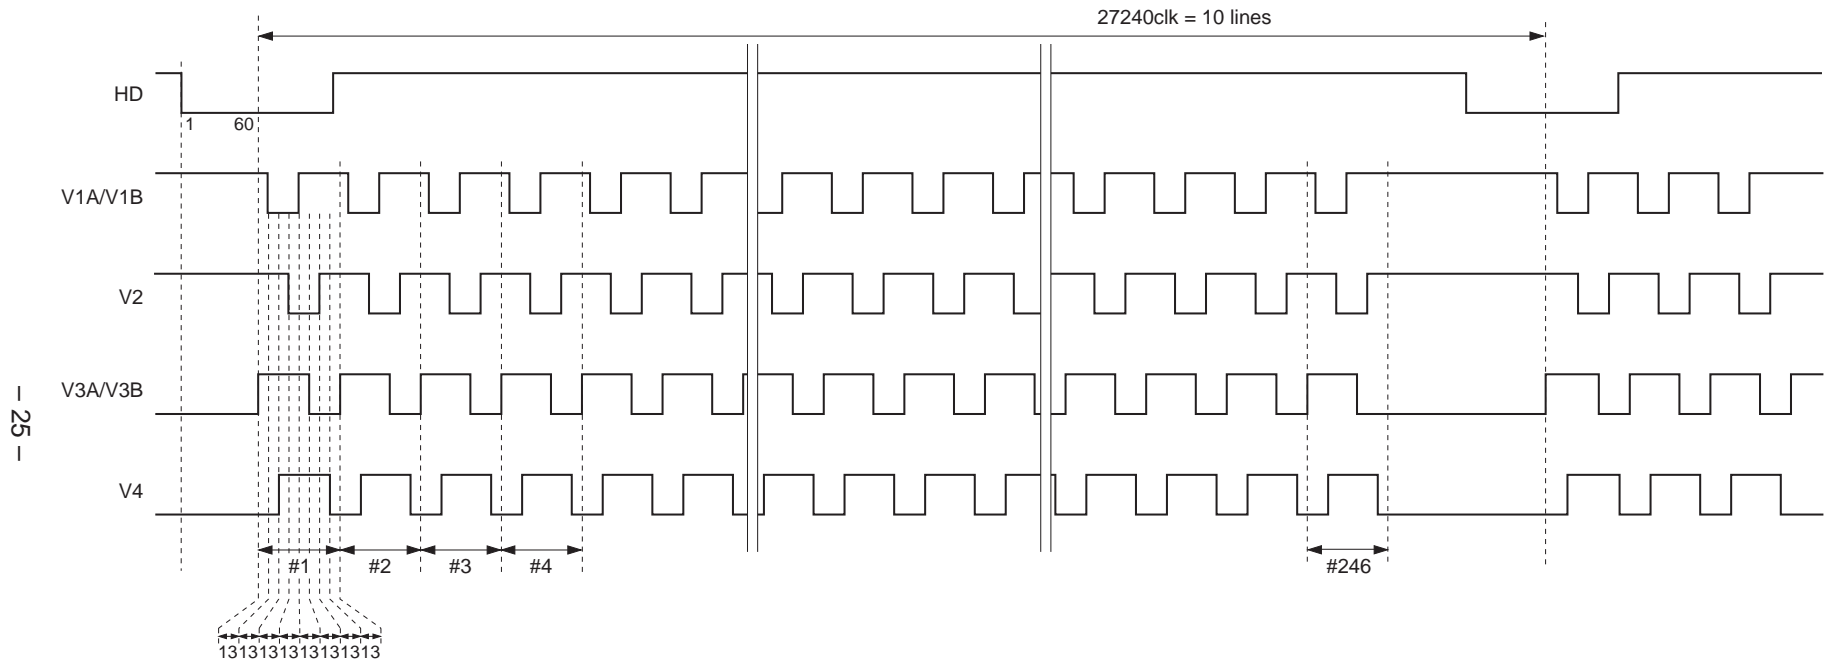 27240clk = 10 lines
HD
1 60
V1A/V1B
V2
V3A/V3B
V4
#1 #2 #3 #4 #246
1313131313131313
– 25 –